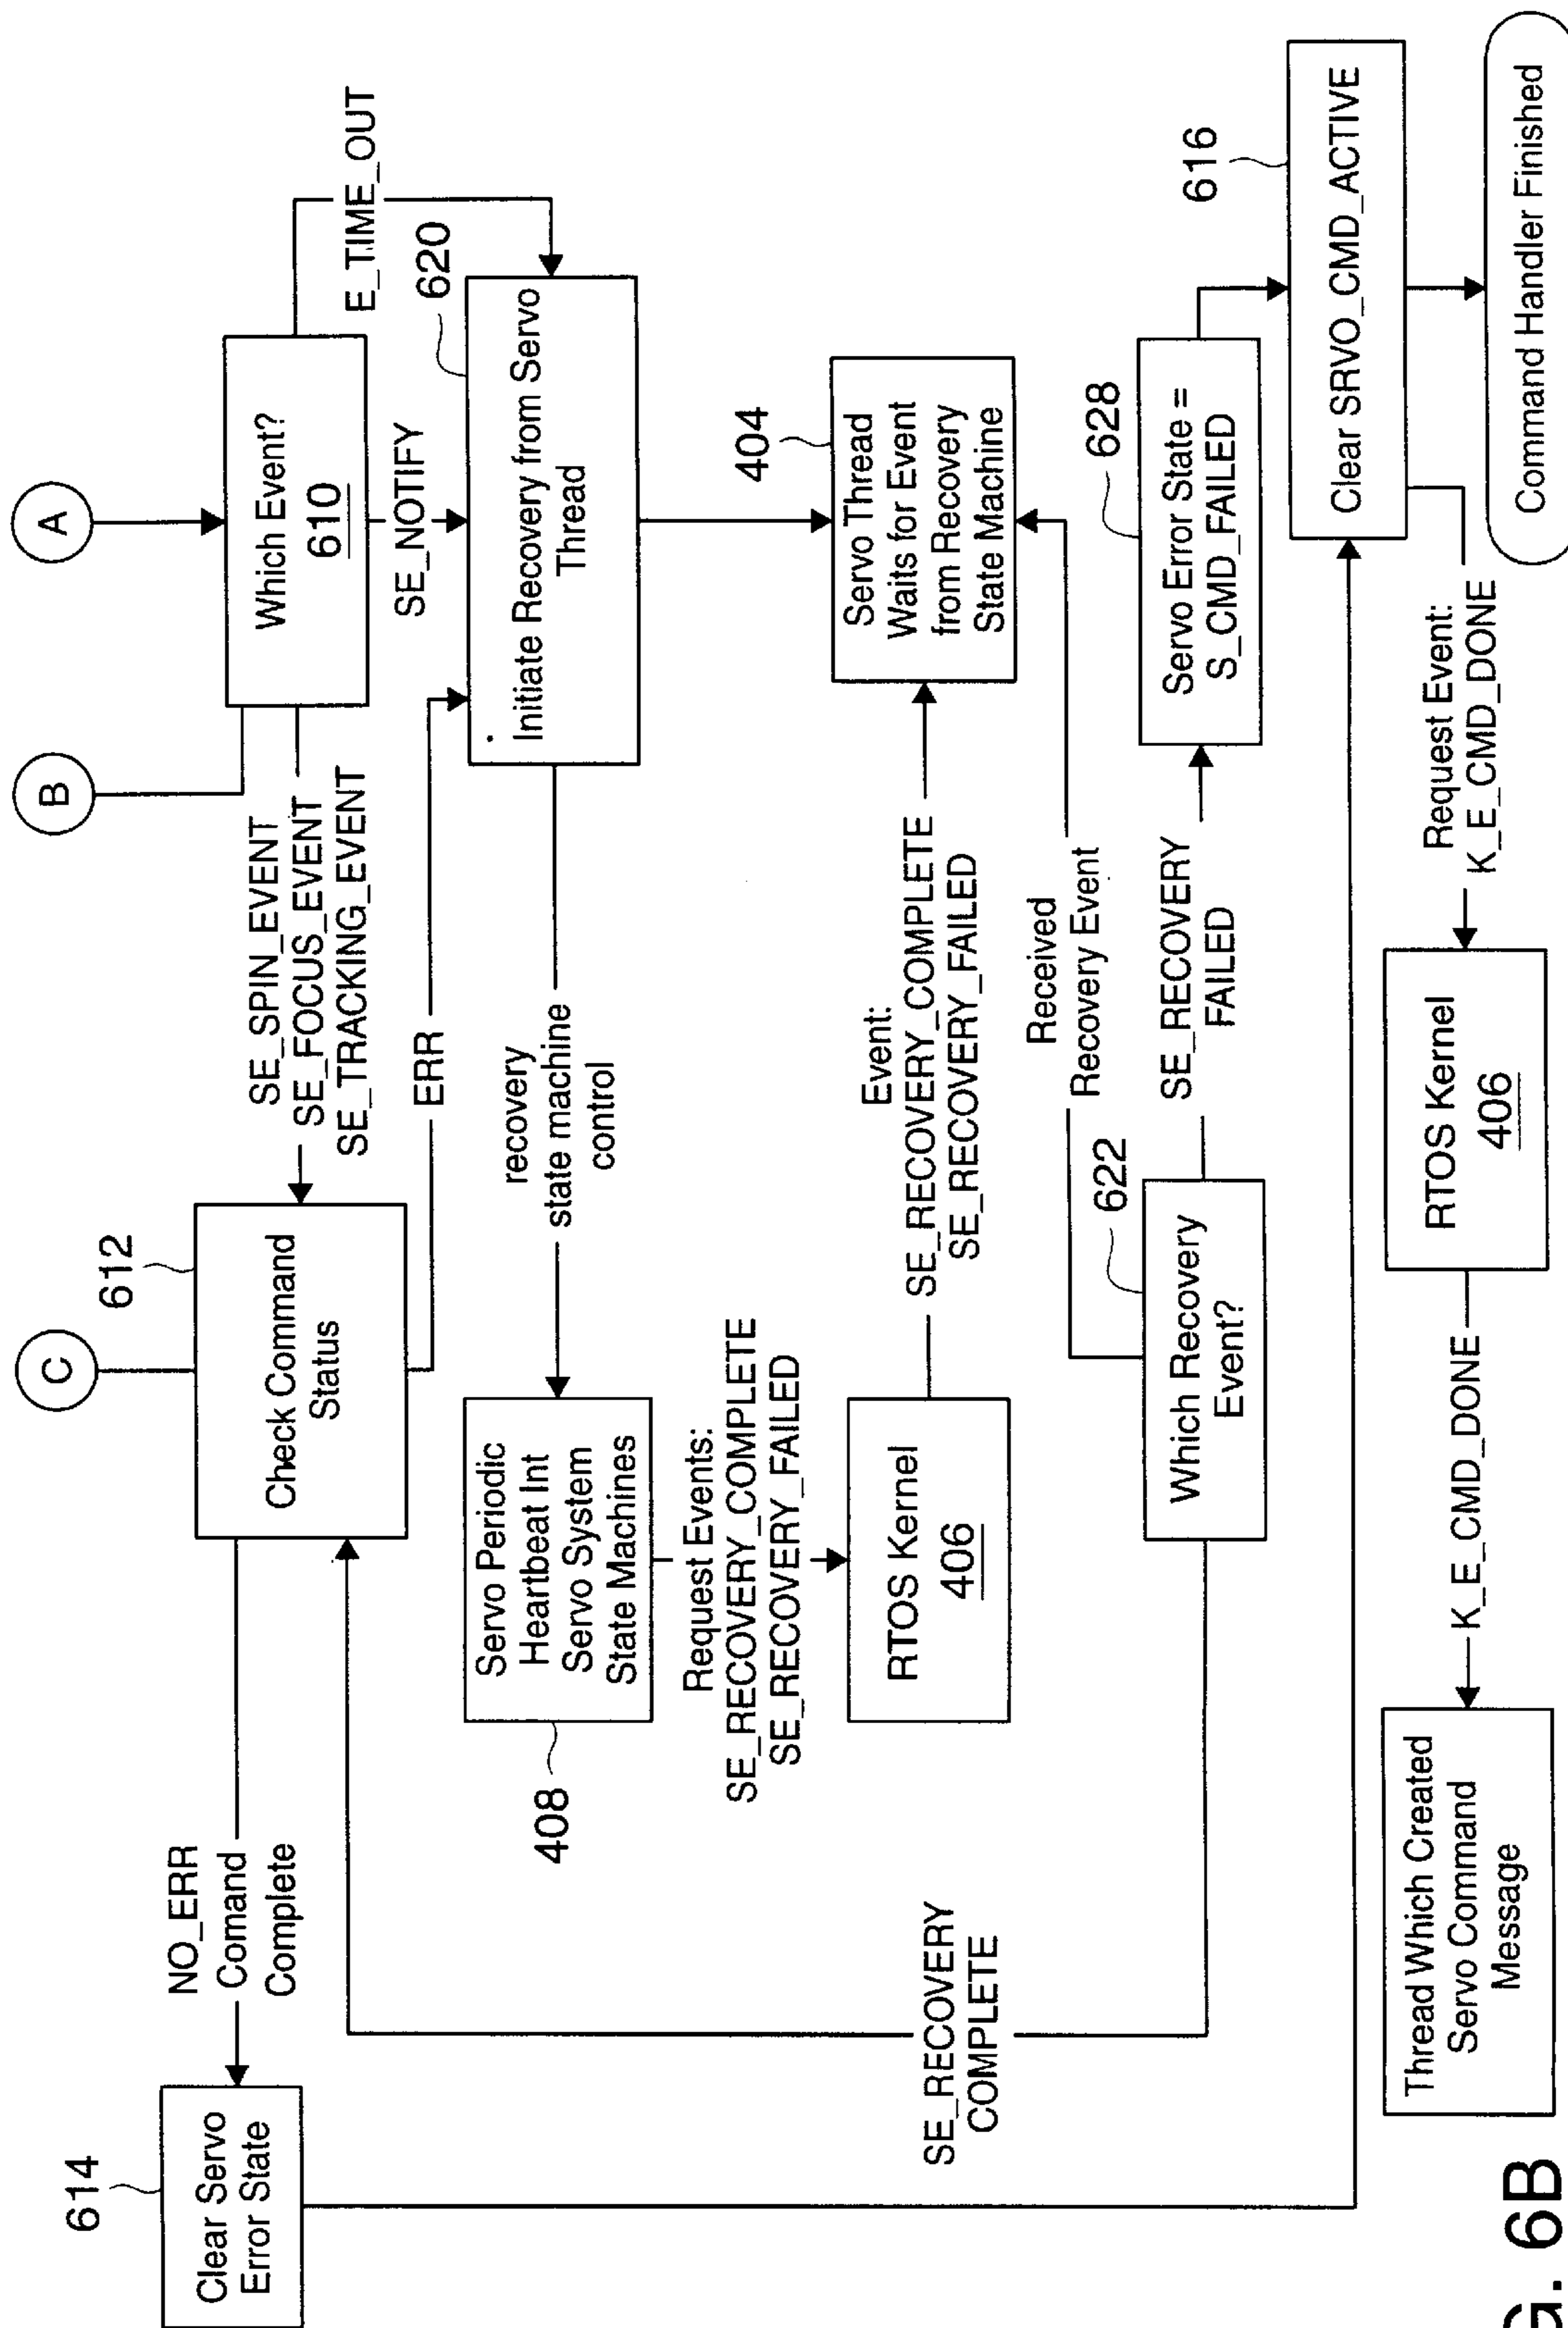 C
B
A
612
Check Command
Status
SE_SPIN_EVENT
SE_FOCUS_EVENT
SE_TRACKING_EVENT
Which Event?
610
E_TIME_OUT
614
Clear Servo
Error State
NO_ERR
Comand
Complete
ERR
SE_NOTIFY
620
Initiate Recovery from Servo
Thread
408
Servo Periodic
Heartbeat Int
Servo System
State Machines
recovery
state machine
control
Request Events:
SE_RECOVERY_COMPLETE
SE_RECOVERY_FAILED
RTOS Kernel
406
Event:
SE_RECOVERY_COMPLETE
SE_RECOVERY_FAILED
404
Servo Thread
Waits for Event
from Recovery
State Machine
Received
Recovery Event
SE_RECOVERY
COMPLETE
622
Which Recovery
Event?
SE_RECOVERY
FAILED
628
Servo Error State =
S_CMD_FAILED
616
Clear SRVO_CMD_ACTIVE
Request Event:
K_E_CMD_DONE
Command Handler Finished
RTOS Kernel
406
K_E_CMD_DONE
Thread Which Created
Servo Command
Message
G. 6B